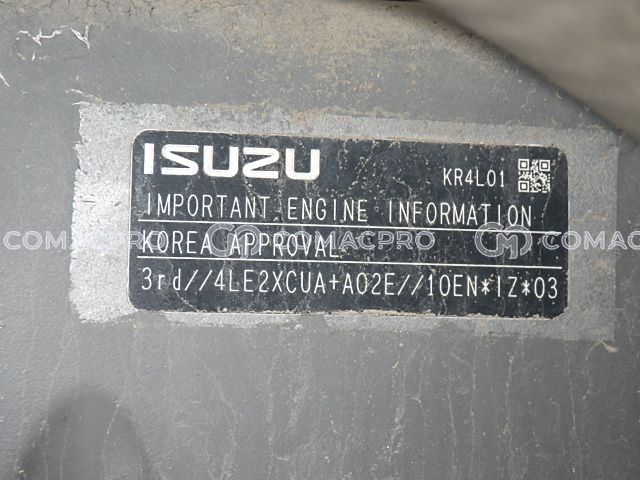 ISUZU KR4L01
IMPORTANT ENGINE INFORMATION
KOREA APPROVAL
3rd//4LE2XCUA+A02E//10EN*IZ*03
COMACPRO COMACPRO COMAC